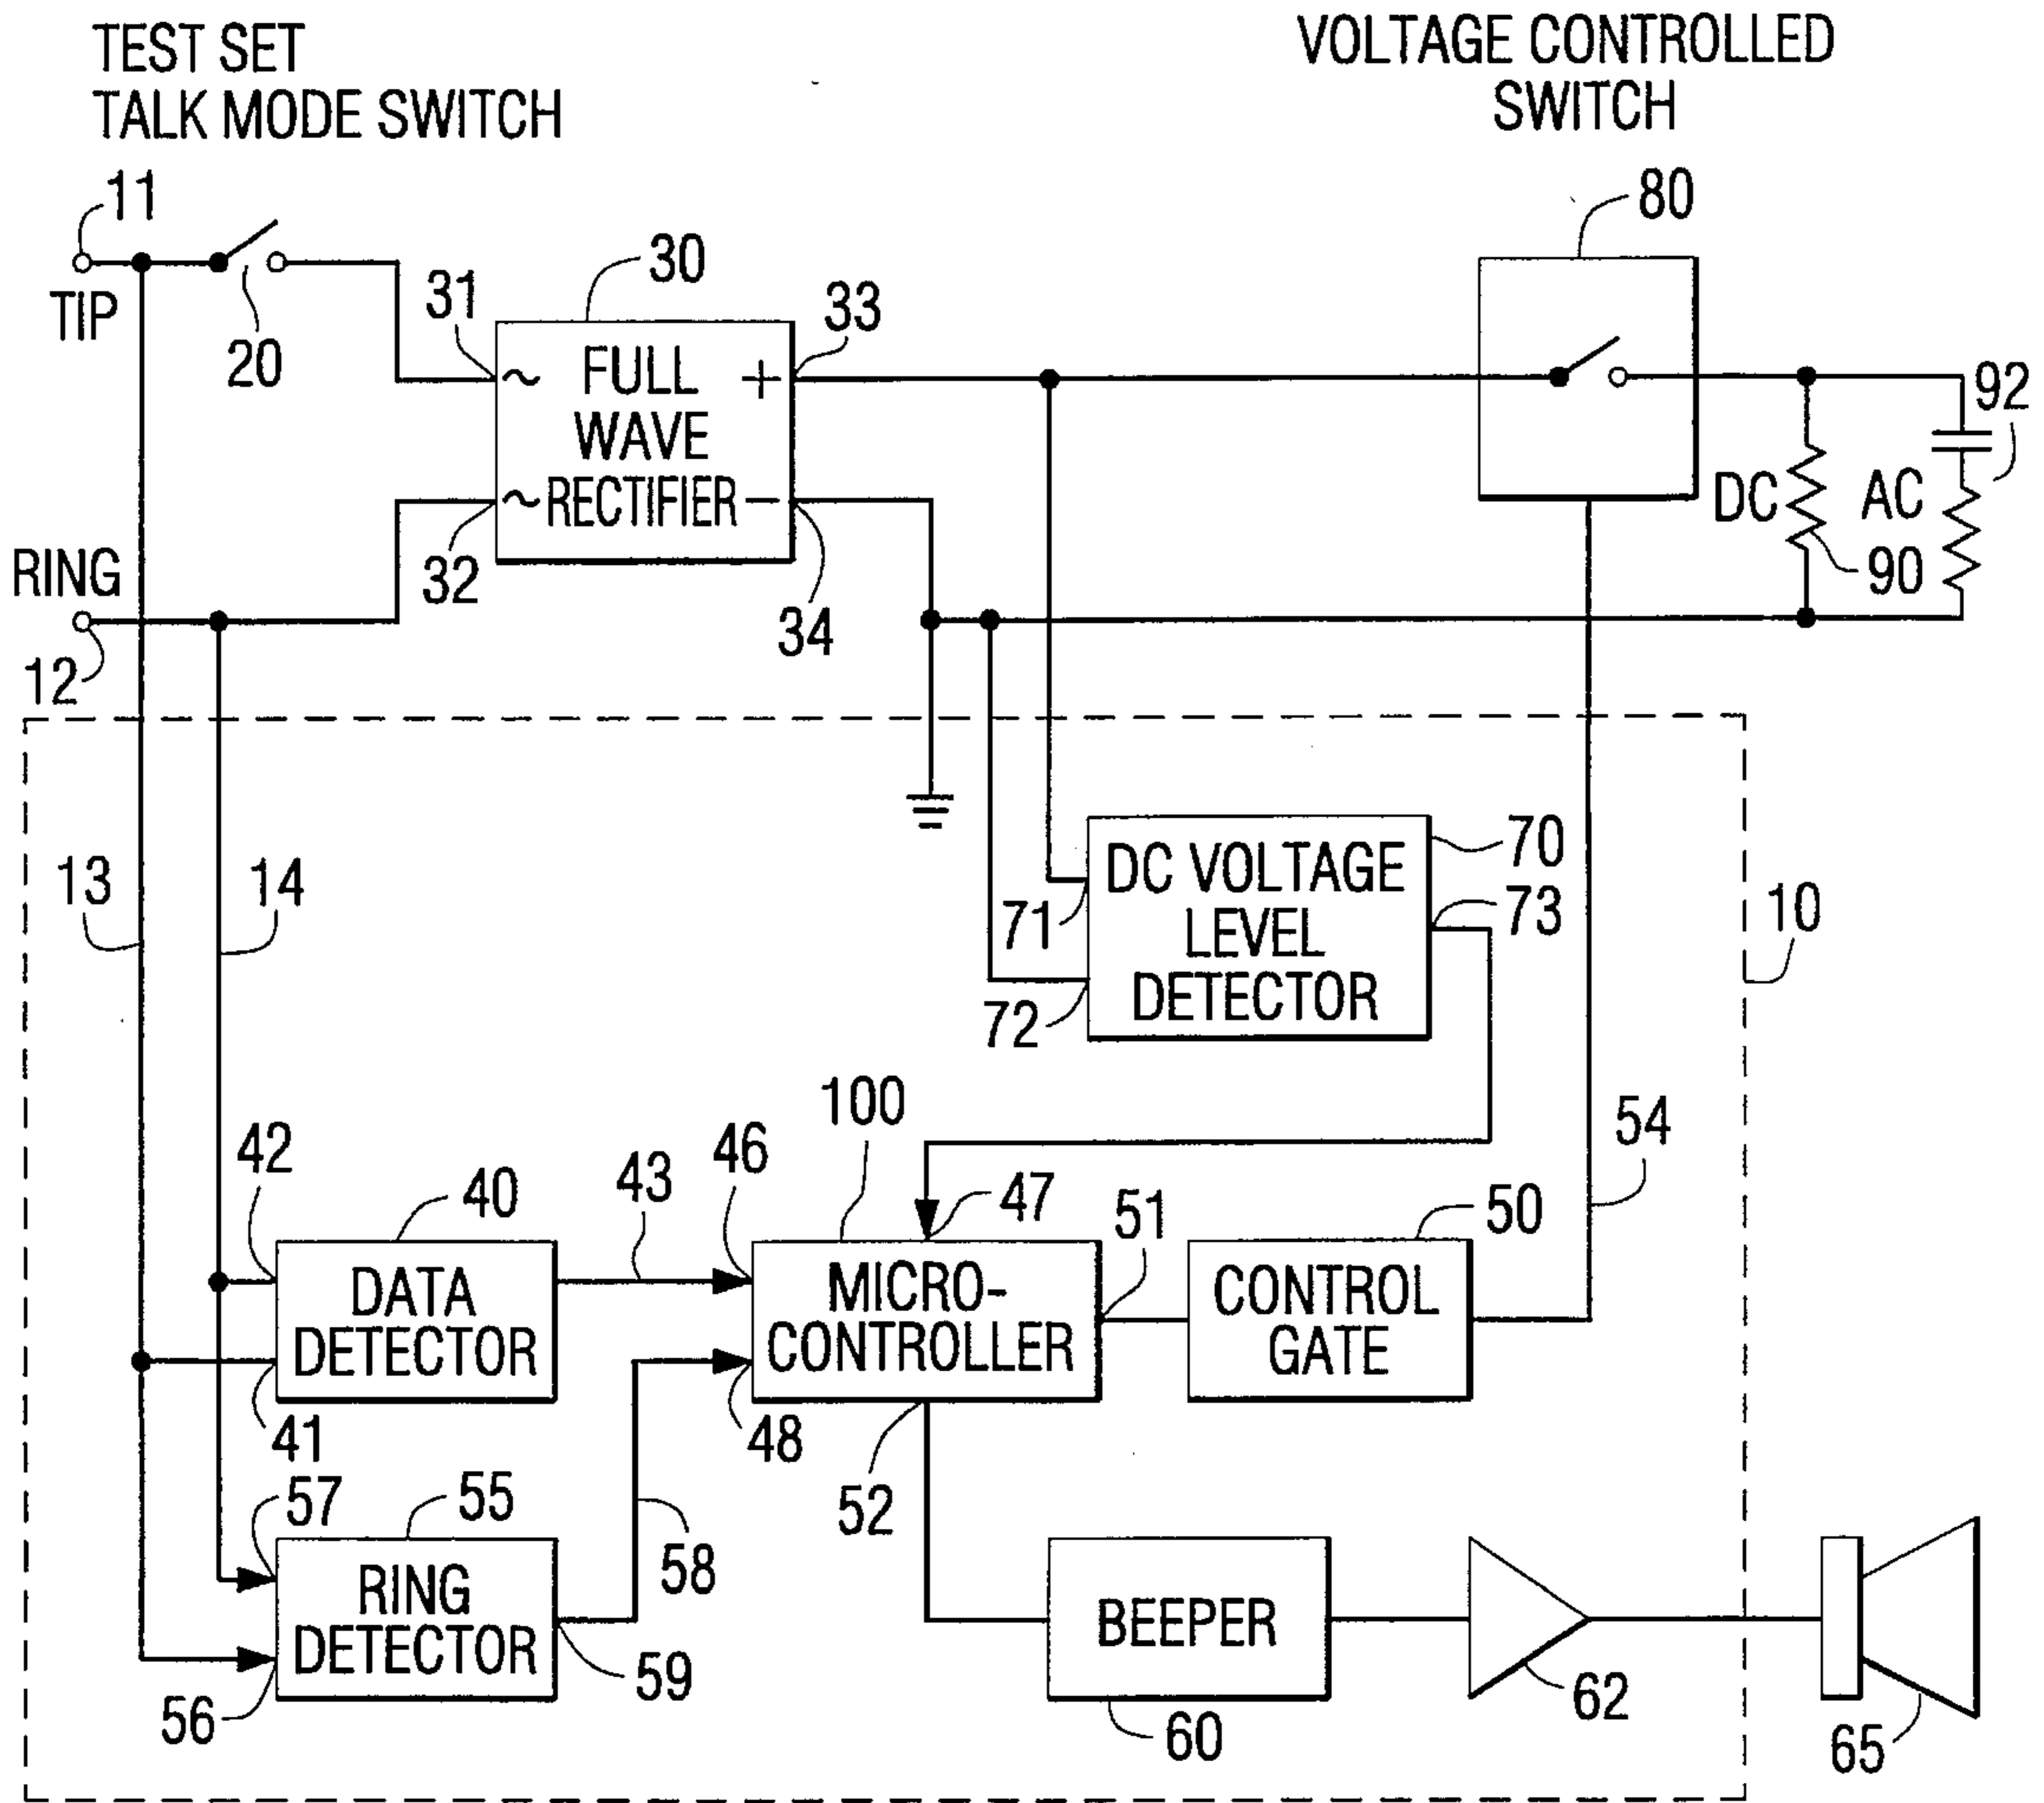 TEST SET
TALK MODE SWITCH
VOLTAGE CONTROLLED
SWITCH
11
80
TIP
20
30
31
33
~ FULL +
WAVE
~ RECTIFIER −
92
DC
AC
90
RING
32
34
12
13
14
70
DC VOLTAGE
LEVEL
DETECTOR
71
73
72
10
100
54
42
40
43
46
47
51
50
DATA
DETECTOR
MICRO-
CONTROLLER
CONTROL
GATE
41
48
57
55
58
52
RING
DETECTOR
59
56
BEEPER
60
62
65